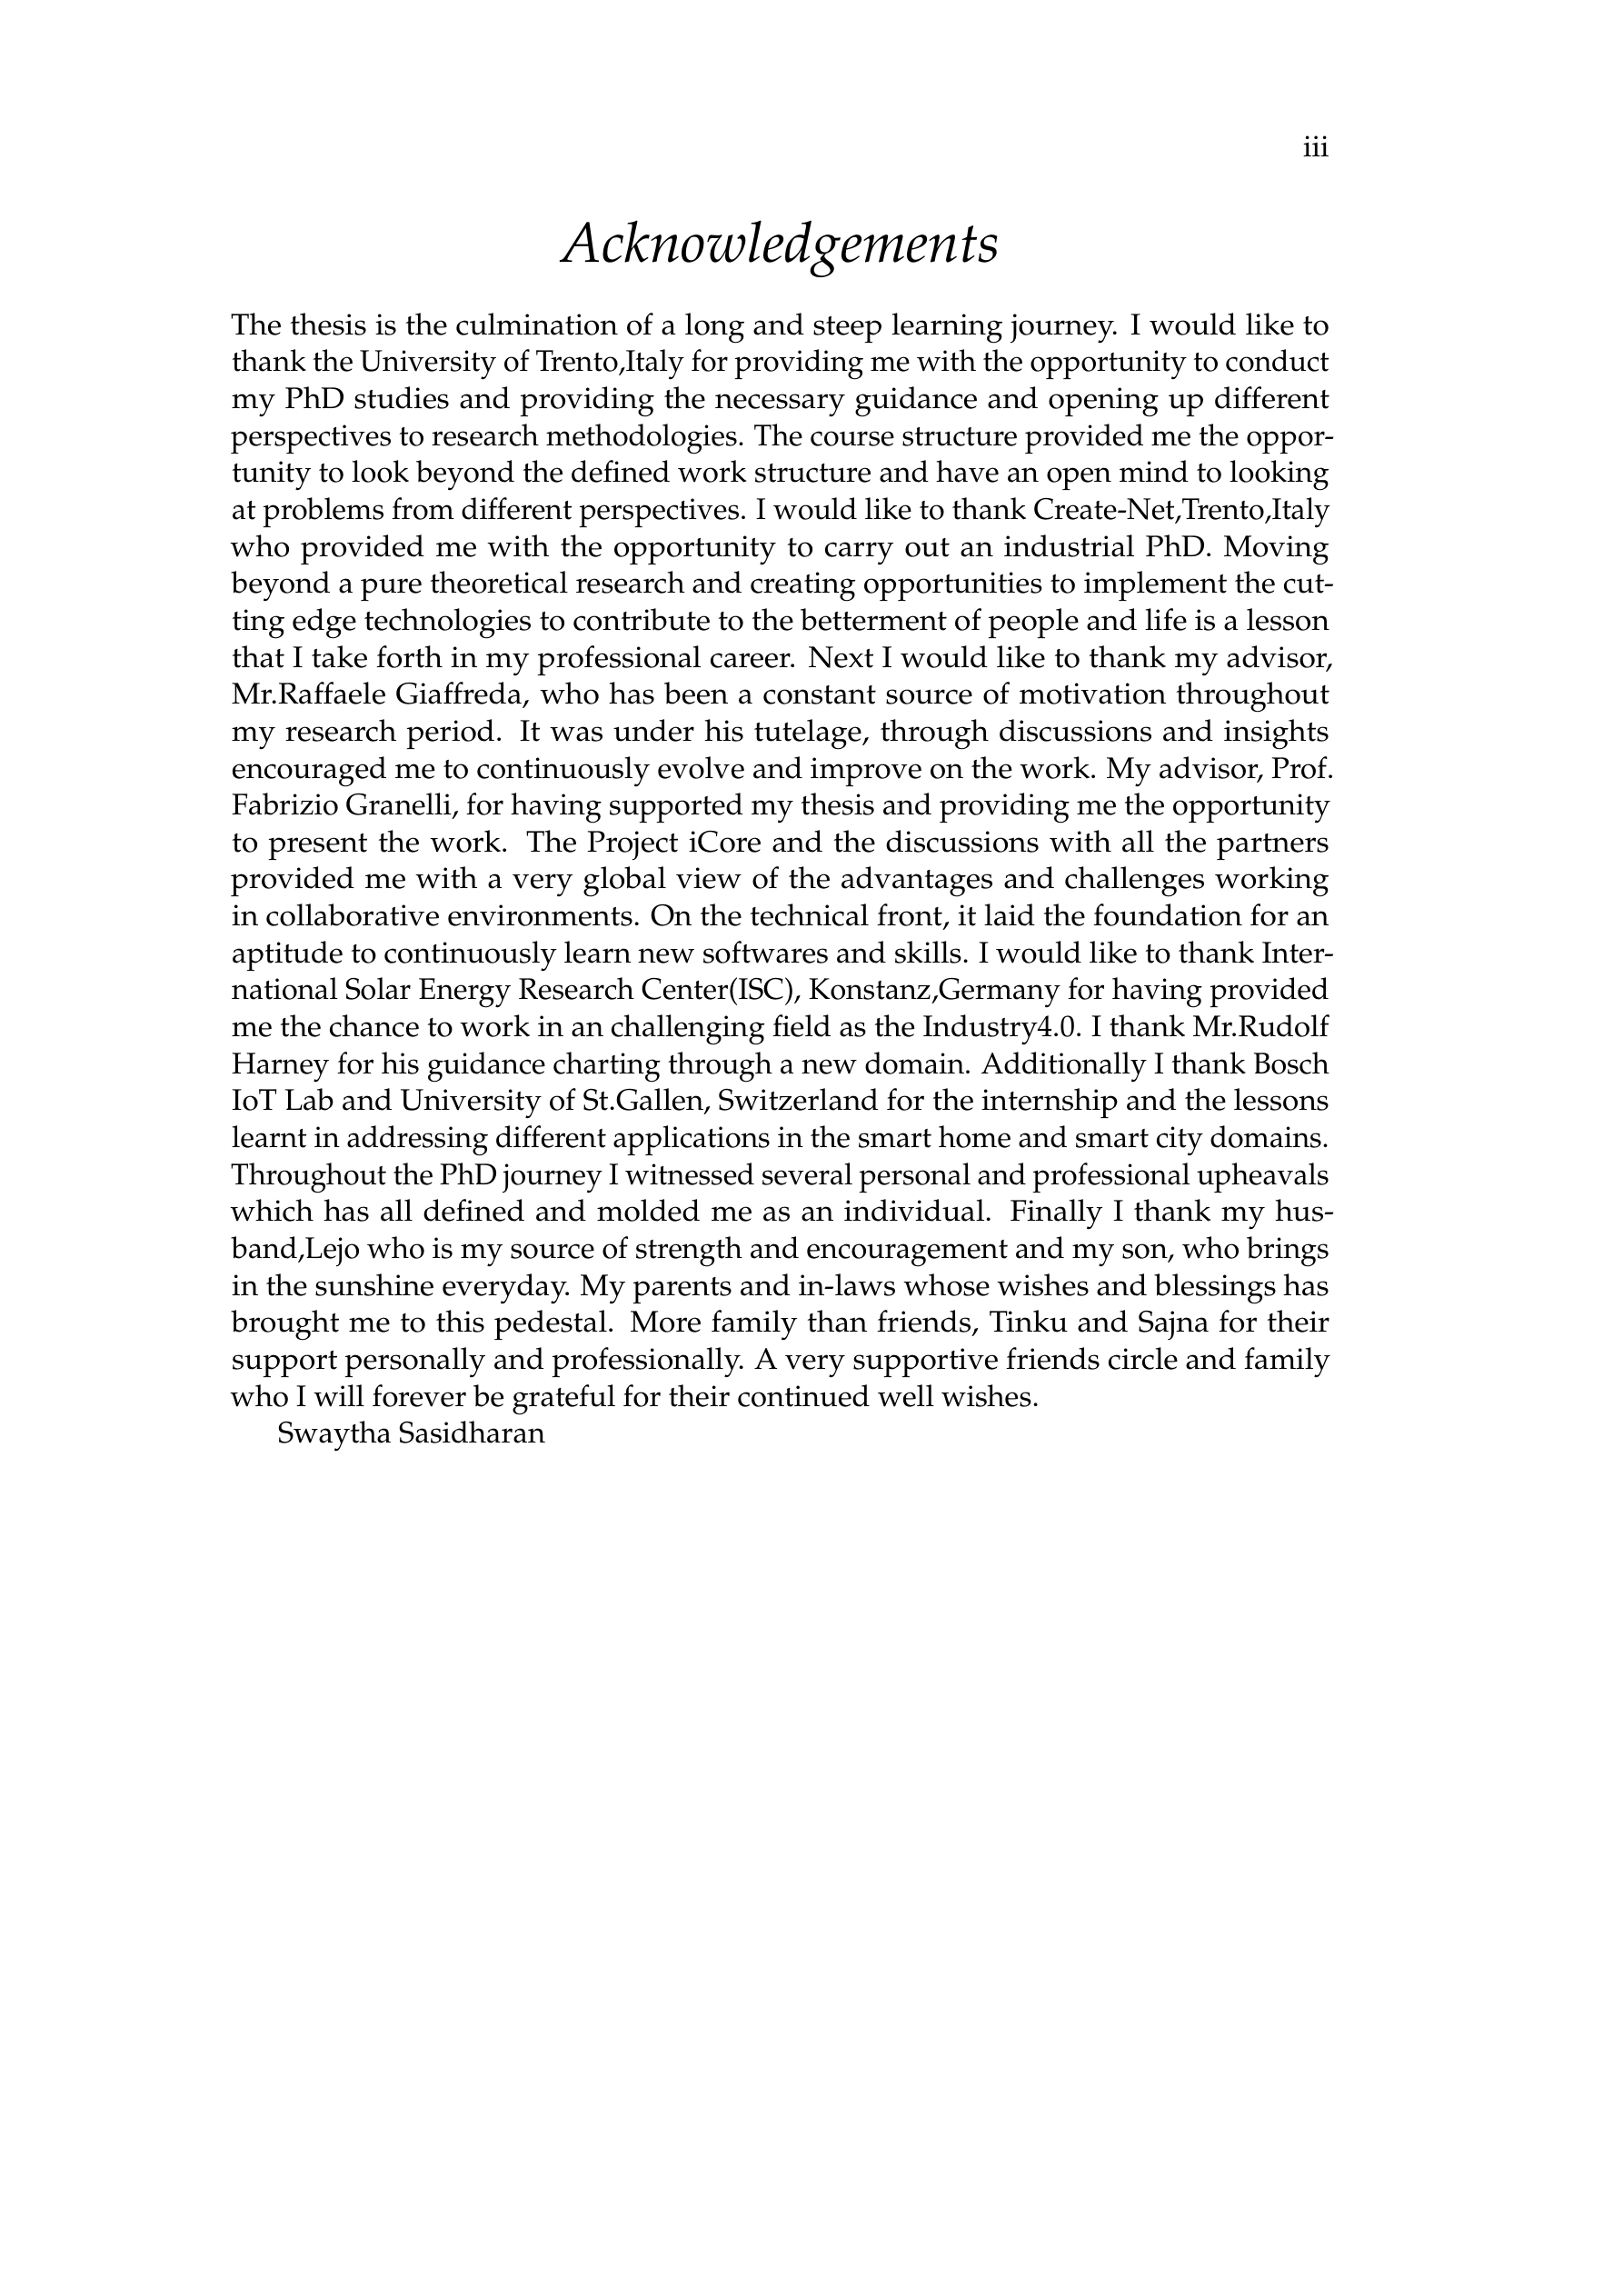 iii
Acknowledgements
The thesis is the culmination of a long and steep learning journey. I would like to
thank the University of Trento,Italy for providing me with the opportunity to conduct
my PhD studies and providing the necessary guidance and opening up different
perspectives to research methodologies. The course structure provided me the oppor-
tunity to look beyond the defined work structure and have an open mind to looking
at problems from different perspectives. I would like to thank Create-Net,Trento,Italy
who provided me with the opportunity to carry out an industrial PhD. Moving
beyond a pure theoretical research and creating opportunities to implement the cut-
ting edge technologies to contribute to the betterment of people and life is a lesson
that I take forth in my professional career. Next I would like to thank my advisor,
Mr.Raffaele Giaffreda, who has been a constant source of motivation throughout
my research period. It was under his tutelage, through discussions and insights
encouraged me to continuously evolve and improve on the work. My advisor, Prof.
Fabrizio Granelli, for having supported my thesis and providing me the opportunity
to present the work. The Project iCore and the discussions with all the partners
provided me with a very global view of the advantages and challenges working
in collaborative environments. On the technical front, it laid the foundation for an
aptitude to continuously learn new softwares and skills. I would like to thank Inter-
national Solar Energy Research Center(ISC), Konstanz,Germany for having provided
me the chance to work in an challenging field as the Industry4.0. I thank Mr.Rudolf
Harney for his guidance charting through a new domain. Additionally I thank Bosch
IoT Lab and University of St.Gallen, Switzerland for the internship and the lessons
learnt in addressing different applications in the smart home and smart city domains.
Throughout the PhD journey I witnessed several personal and professional upheavals
which has all defined and molded me as an individual. Finally I thank my hus-
band,Lejo who is my source of strength and encouragement and my son, who brings
in the sunshine everyday. My parents and in-laws whose wishes and blessings has
brought me to this pedestal. More family than friends, Tinku and Sajna for their
support personally and professionally. A very supportive friends circle and family
who I will forever be grateful for their continued well wishes.
Swaytha Sasidharan